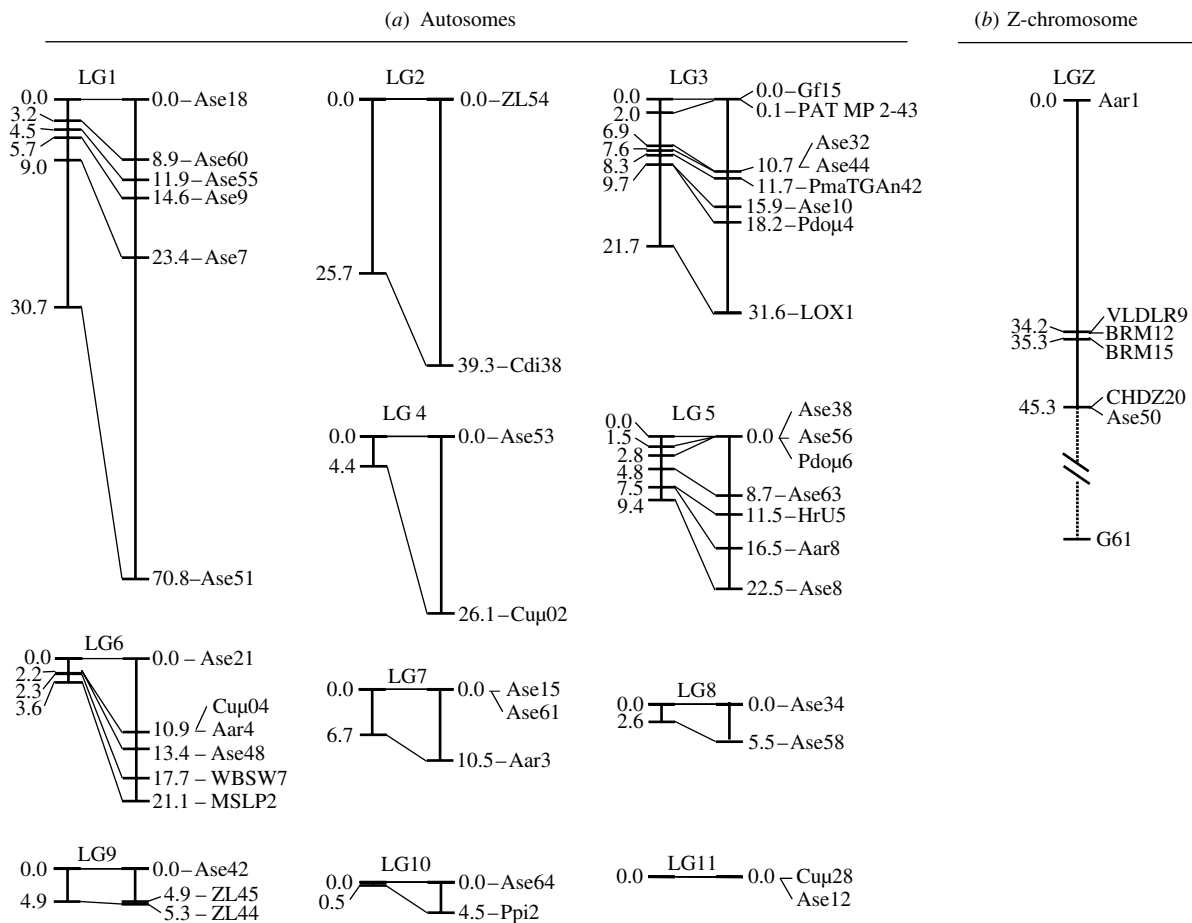 (a) Autosomes
(b) Z-chromosome
LG1
0.0
3.2
4.5
5.7
9.0
30.7
0.0–Ase18
8.9–Ase60
11.9–Ase55
14.6–Ase9
23.4–Ase7
70.8–Ase51
LG2
0.0
25.7
0.0–ZL54
39.3–Cdi38
LG3
0.0
2.0
6.9
7.6
8.3
9.7
21.7
0.0–Gf15
0.1–PAT MP 2-43
Ase32
10.7 Ase44
11.7–PmaTGAn42
15.9–Ase10
18.2–Pdoµ4
31.6–LOX1
LGZ
0.0 Aar1
34.2 VLDLR9
BRM12
35.3 BRM15
45.3 CHDZ20
Ase50
G61
LG 4
0.0
4.4
0.0–Ase53
26.1–Cuµ02
LG 5
0.0
1.5
2.8
4.8
7.5
9.4
Ase38
0.0 Ase56
Pdoµ6
8.7–Ase63
11.5–HrU5
16.5–Aar8
22.5–Ase8
LG6
0.0
2.2
2.3
3.6
0.0 – Ase21
Cuµ04
10.9 Aar4
13.4 – Ase48
17.7 – WBSW7
21.1 – MSLP2
LG7
0.0
6.7
0.0 Ase15
Ase61
10.5–Aar3
LG8
0.0
2.6
0.0–Ase34
5.5–Ase58
LG9
0.0
4.9
0.0–Ase42
4.9 – ZL45
5.3 – ZL44
LG10
0.0
0.5
0.0–Ase64
4.5–Ppi2
LG11
0.0
0.0 Cuµ28
Ase12